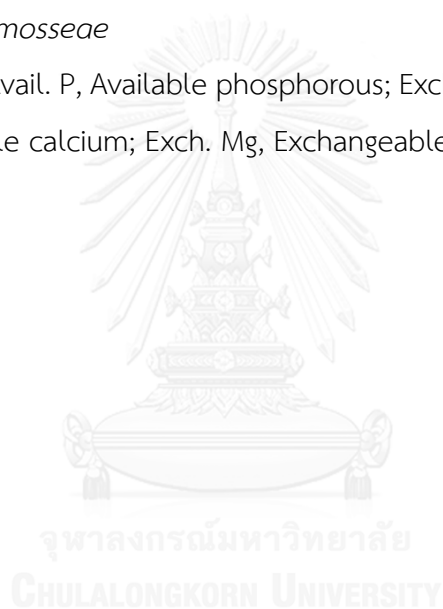 mosseae
vail. P, Available phosphorous; Exc
le calcium; Exch. Mg, Exchangeable
จุฬาลงกรณ์มหาวิทยาลัย
CHULALONGKORN UNIVERSITY